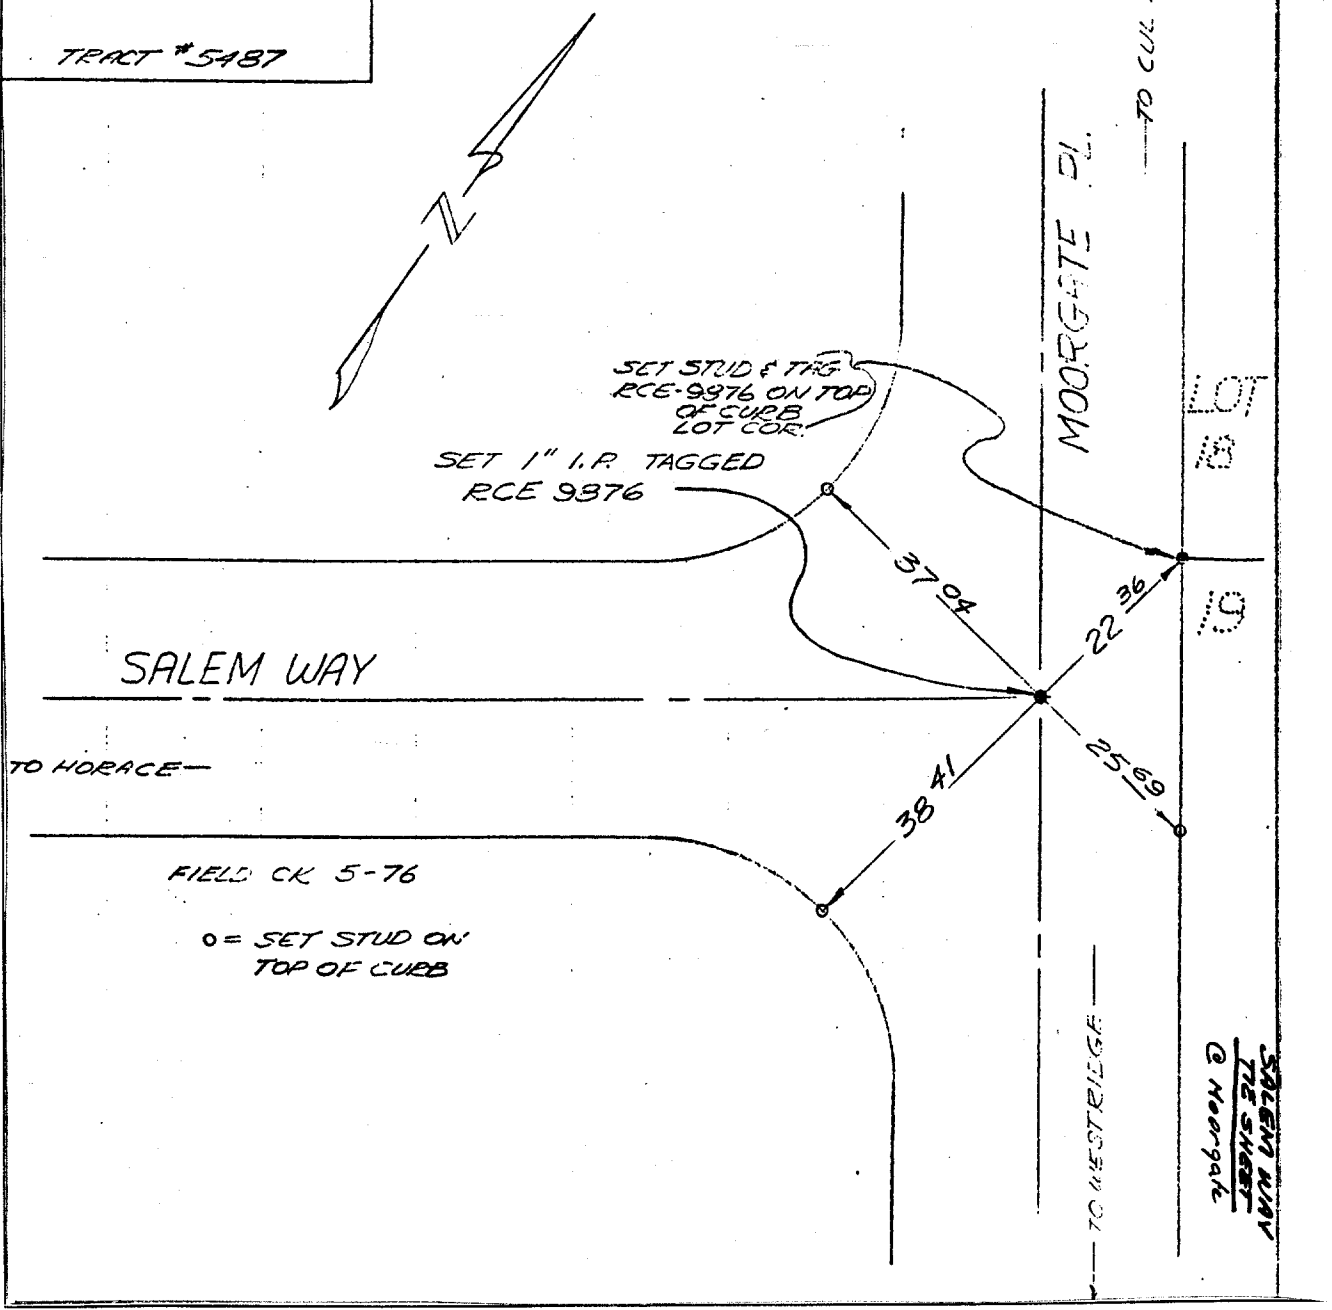 TRACT #5487
TO CUL
MOORGATE PL.
N
SET STUD & TAG
RCE-9376 ON TOP
OF CURB
LOT COR.
LOT
18
SET 1" I.P. TAGGED
RCE 9376
37 04
22 36
19
SALEM WAY
TO HORACE
25 69
38 41
FIELD CK 5-76
o = SET STUD ON
TOP OF CURB
TO WESTRIDGE
SALEM WAY
TIE SHEET
@ Moorgate